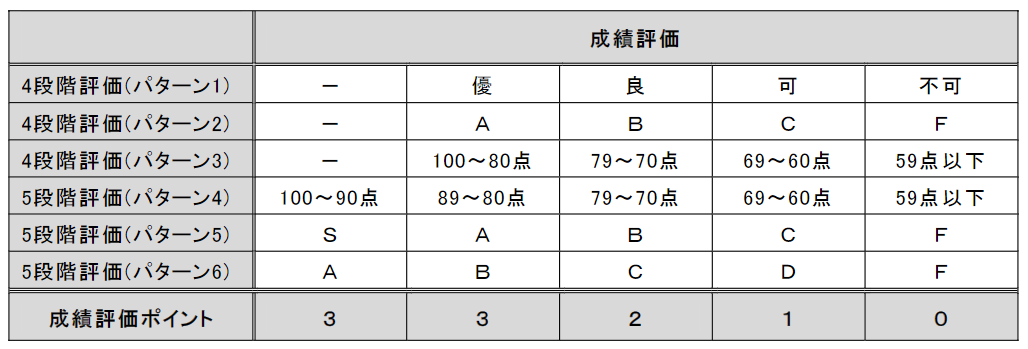 成績評価
4段階評価(パターン1) － 優 良 可 不可
4段階評価(パターン2) － A B C F
4段階評価(パターン3) － 100～80点 79～70点 69～60点 59点以下
5段階評価(パターン4) 100～90点 89～80点 79～70点 69～60点 59点以下
5段階評価(パターン5) S A B C F
5段階評価(パターン6) A B C D F
成績評価ポイント 3 3 2 1 0